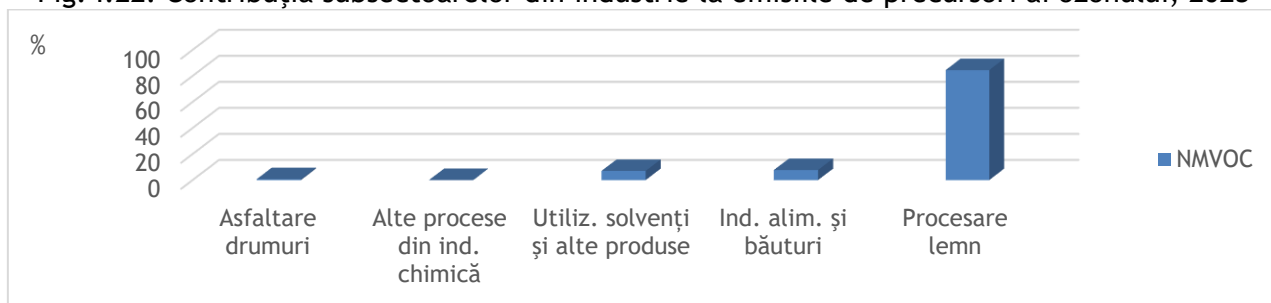 %
100
80
60
40
20
0
NMVOC
Asfaltare drumuri
Alte procese din ind. chimică
Utiliz. solvenți și alte produse
Ind. alim. și băuturi
Procesare lemn